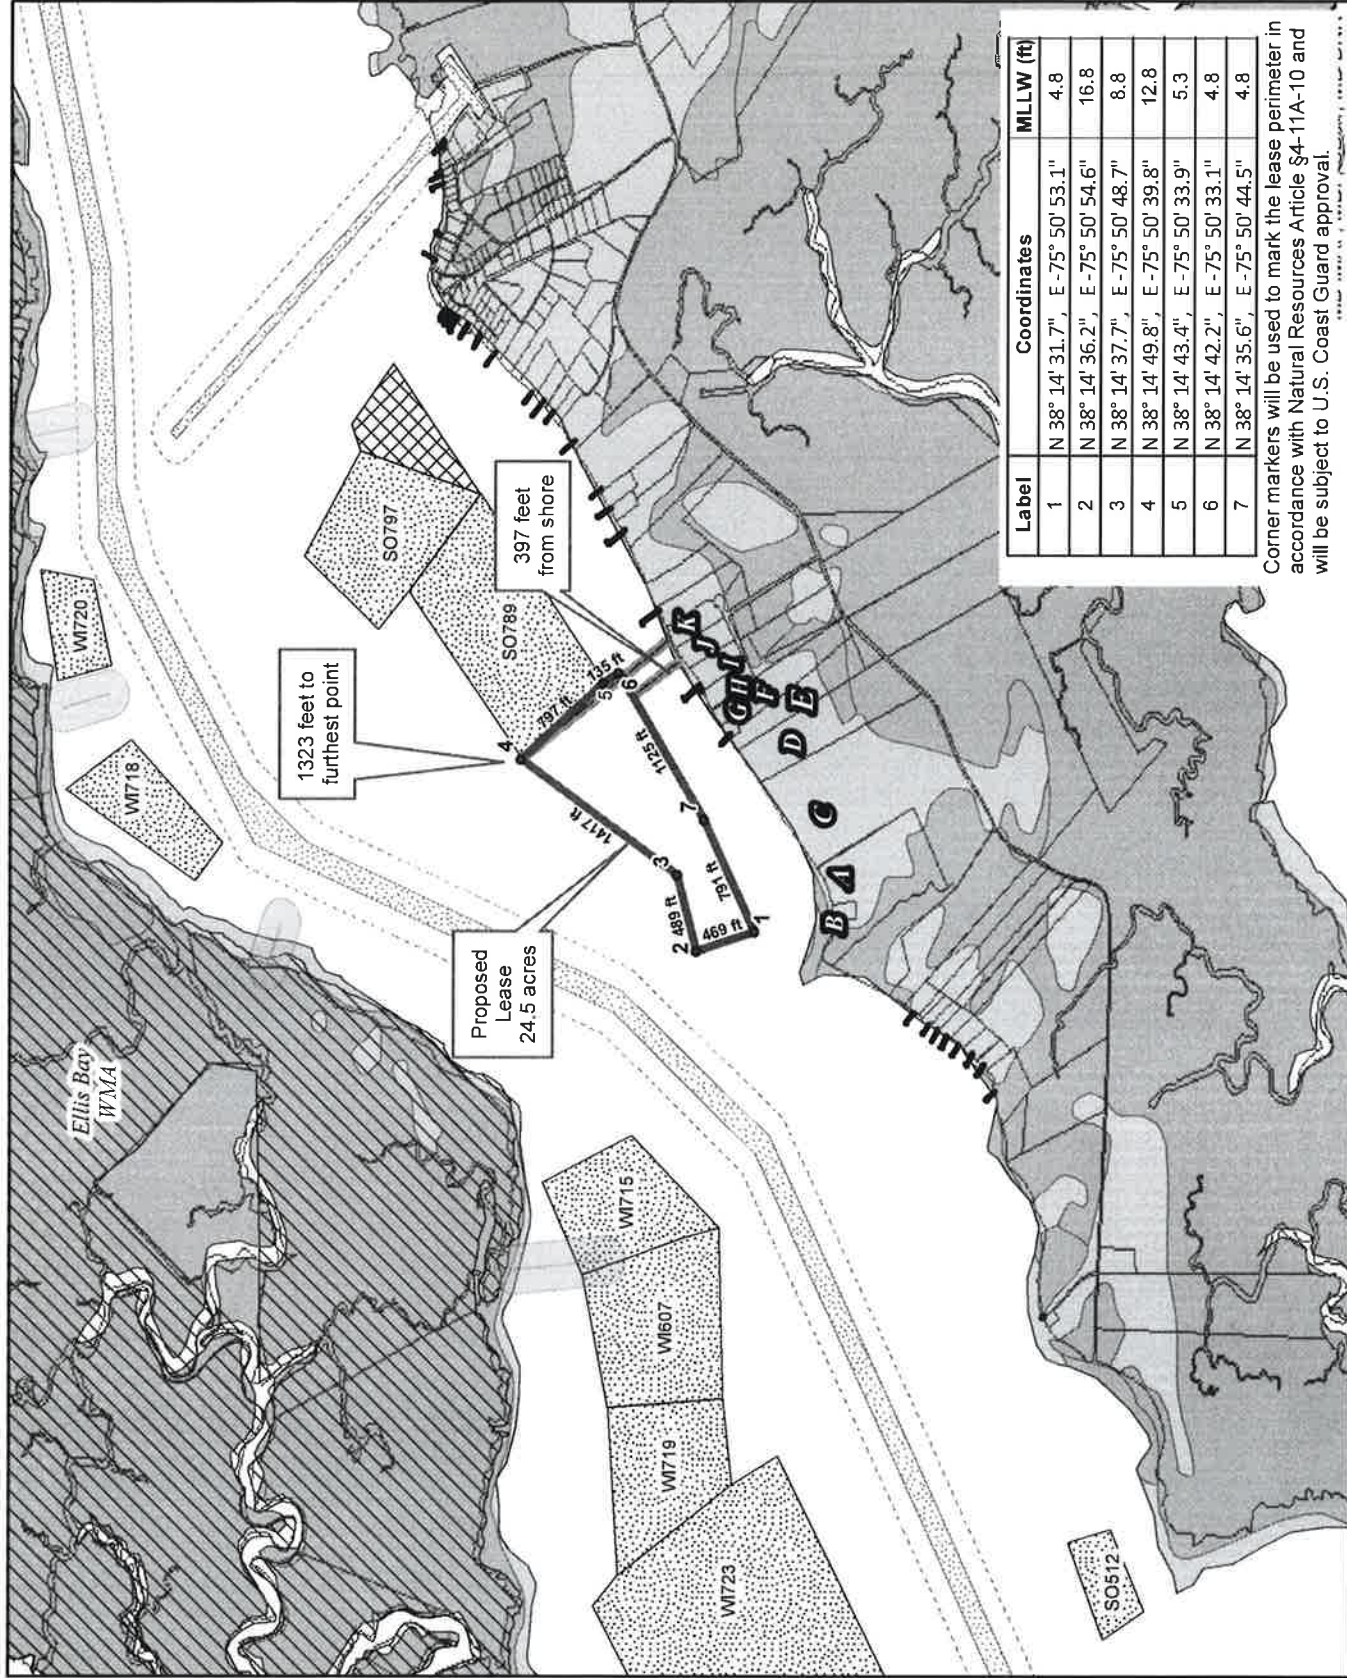 Ellis Bay
WMA
WI720
WI718
SO797
SO789
WI715
WI607
WI719
WI723
SO512
1323 feet to
furthest point
397 feet
from shore
Proposed
Lease
24.5 acres
4
797 ft
5
135 ft
6
1417 ft
1125 ft
3
7
489 ft
2
791 ft
469 ft
1
K
J
I
H
G
F
E
D
C
A
B
Label Coordinates MLLW (ft)
1 N 38° 14' 31.7", E -75° 50' 53.1" 4.8
2 N 38° 14' 36.2", E -75° 50' 54.6" 16.8
3 N 38° 14' 37.7", E -75° 50' 48.7" 8.8
4 N 38° 14' 49.8", E -75° 50' 39.8" 12.8
5 N 38° 14' 43.4", E -75° 50' 33.9" 5.3
6 N 38° 14' 42.2", E -75° 50' 33.1" 4.8
7 N 38° 14' 35.6", E -75° 50' 44.5" 4.8
Corner markers will be used to mark the lease perimeter in
accordance with Natural Resources Article §4-11A-10 and
will be subject to U.S. Coast Guard approval.